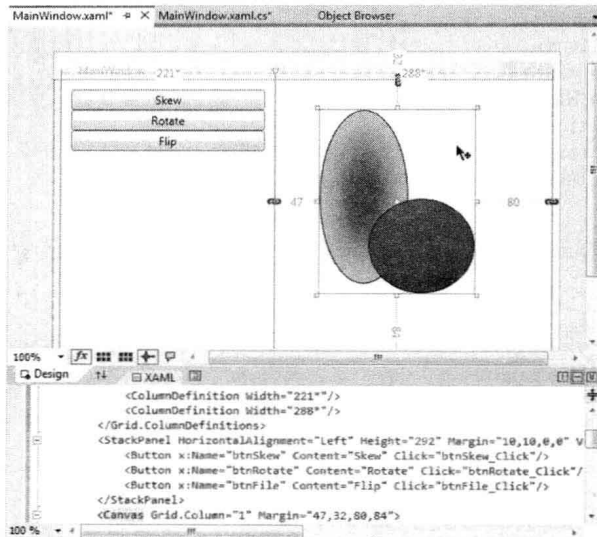 MainWindow.xaml* MainWindow.xaml.cs* Object Browser
MainWindow 221* 288*
32
Skew
Rotate
Flip
47 80
100% fx
Design XAML
<ColumnDefinition Width="221*"/>
<ColumnDefinition Width="288*"/>
</Grid.ColumnDefinitions>
<StackPanel HorizontalAlignment="Left" Height="292" Margin="10,10,0,0" V
<Button x:Name="btnSkew" Content="Skew" Click="btnSkew_Click"/>
<Button x:Name="btnRotate" Content="Rotate" Click="btnRotate_Click"/>
<Button x:Name="btnFile" Content="Flip" Click="btnFile_Click"/>
</StackPanel>
<Canvas Grid.Column="1" Margin="47,32,80,84">
100 %